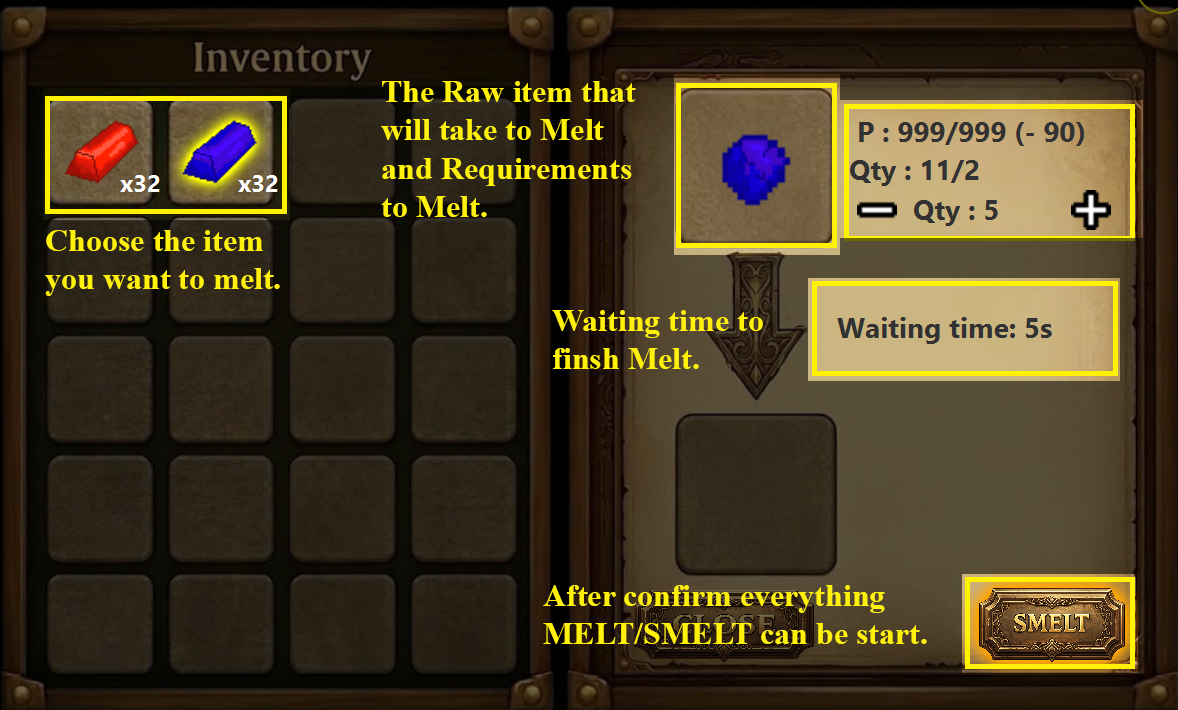 Inventory
x32
x32
Choose the item
you want to melt.
The Raw item that
will take to Melt
and Requirements
to Melt.
P : 999/999 (- 90)
Qty : 11/2
Qty : 5
Waiting time to
finsh Melt.
Waiting time: 5s
After confirm everything
MELT/SMELT can be start.
CLOSE
SMELT